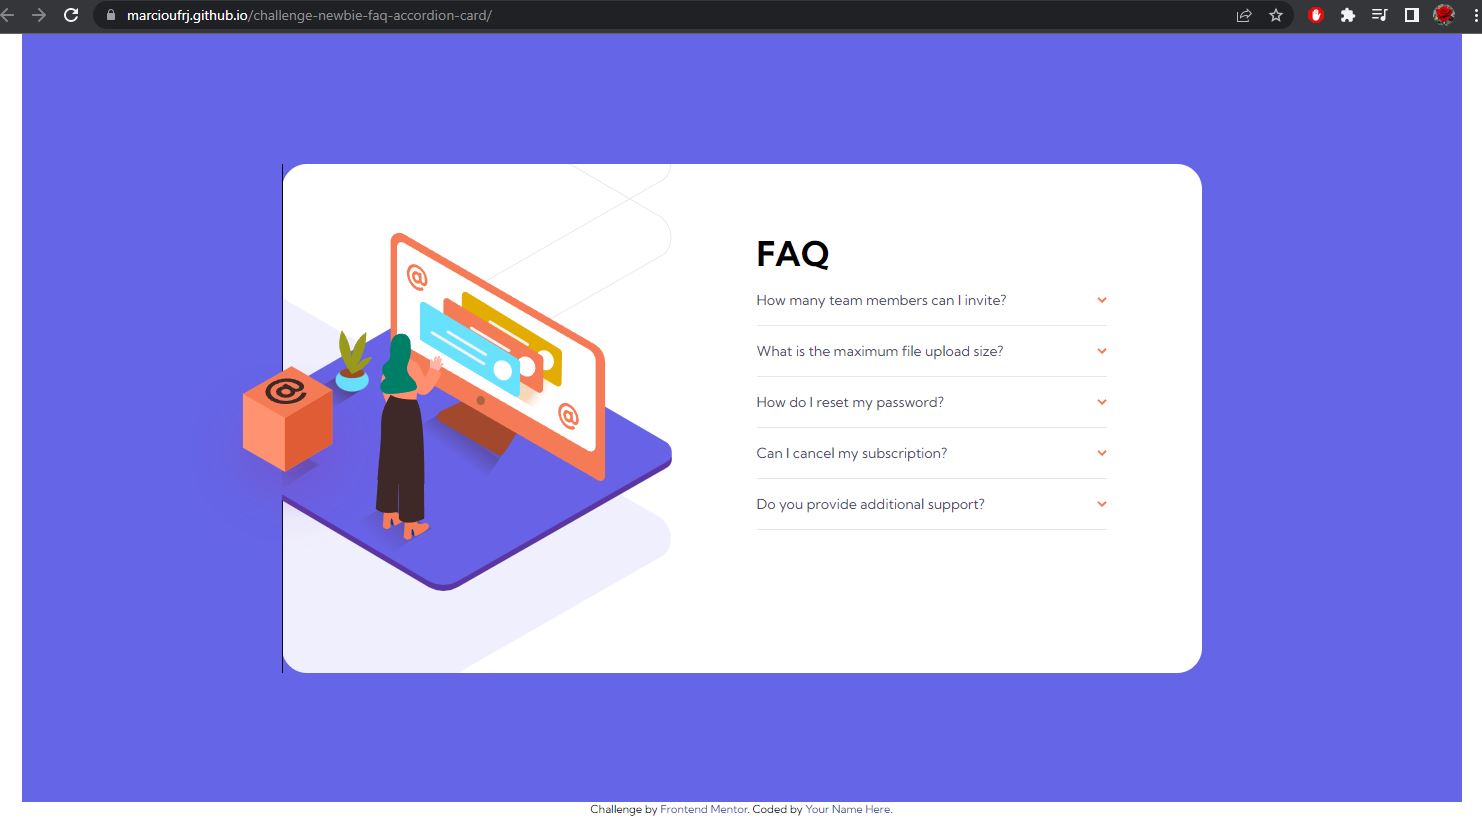 marcioufrj.github.io/challenge-newbie-faq-accordion-card/
@
@
@
FAQ
How many team members can I invite?
What is the maximum file upload size?
How do I reset my password?
Can I cancel my subscription?
Do you provide additional support?
Challenge by Frontend Mentor. Coded by Your Name Here.